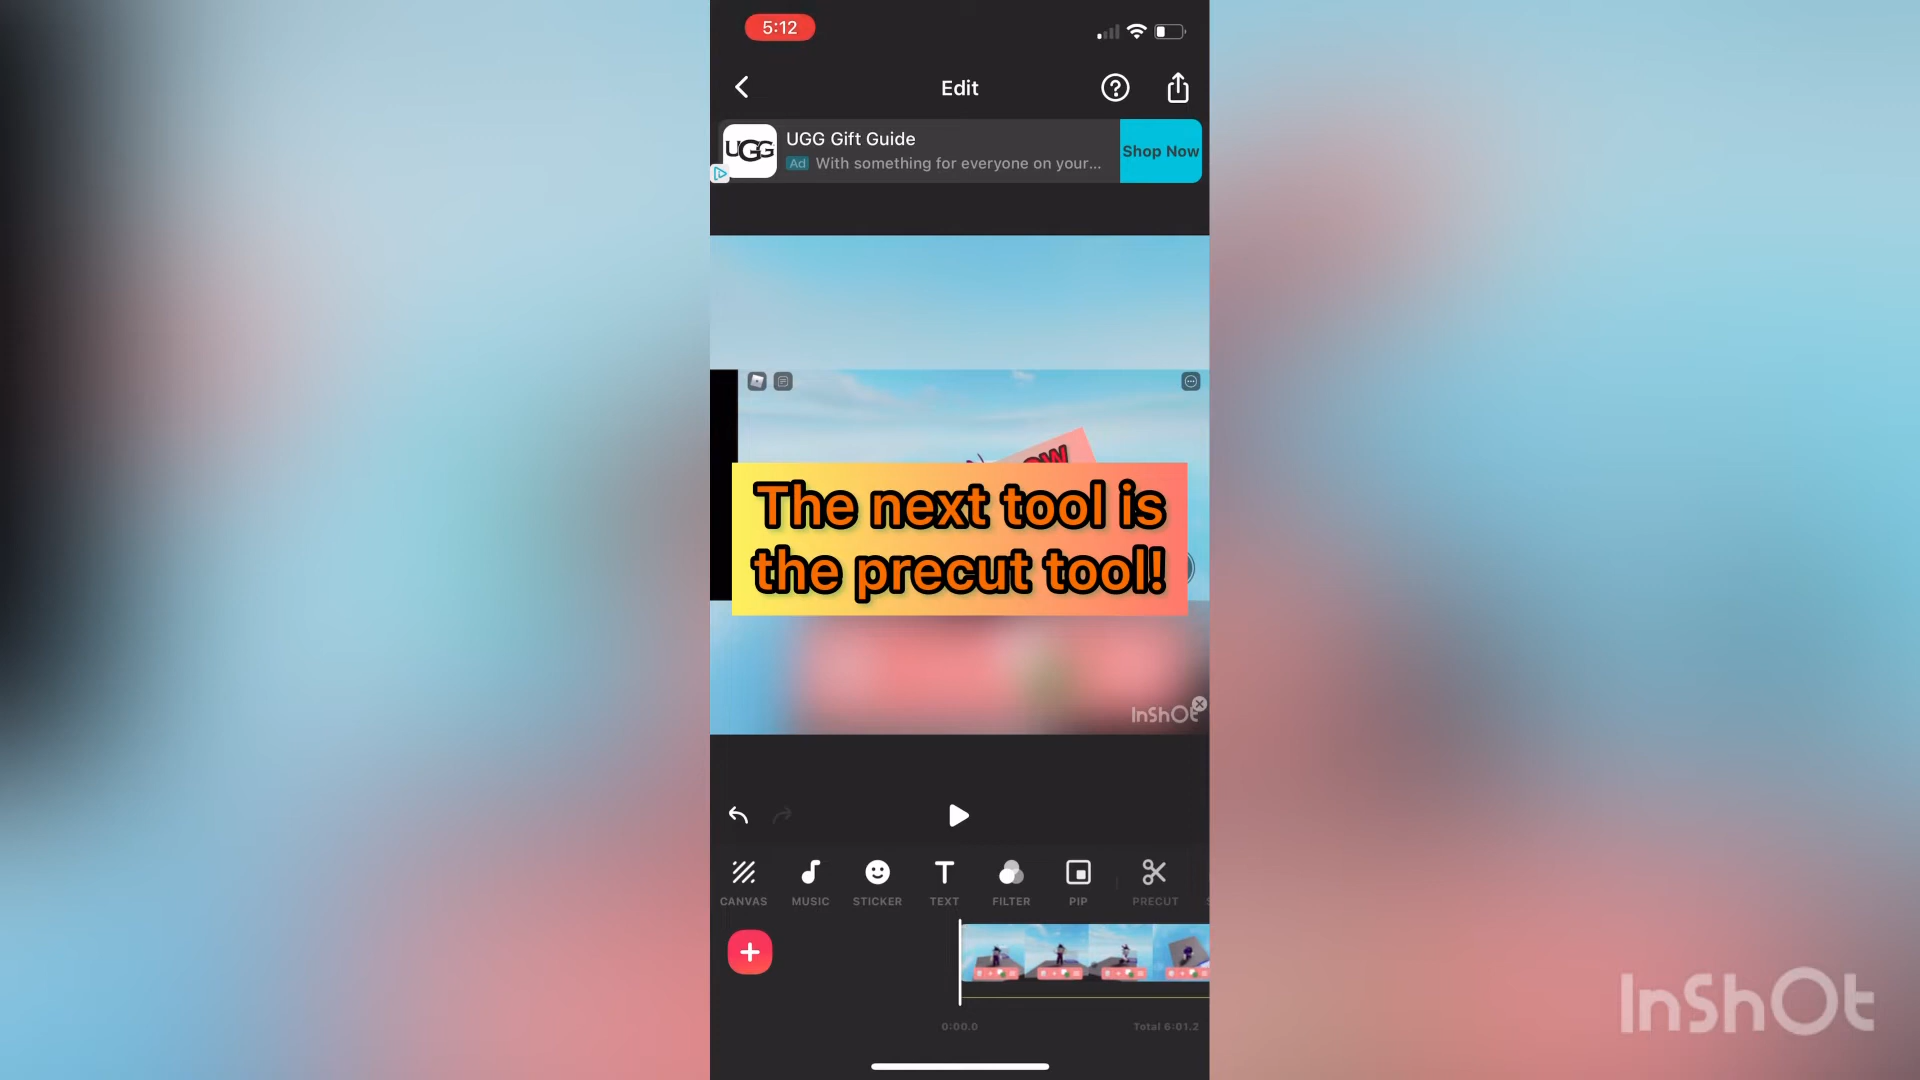 5:12
Edit
UGG
UGG Gift Guide
Ad With something for everyone on your...
Shop Now
OW
The next tool is
the precut tool!
InShOt
CANVAS MUSIC STICKER TEXT FILTER PIP PRECUT
0:00.0 Total 6:01.2
InShOt